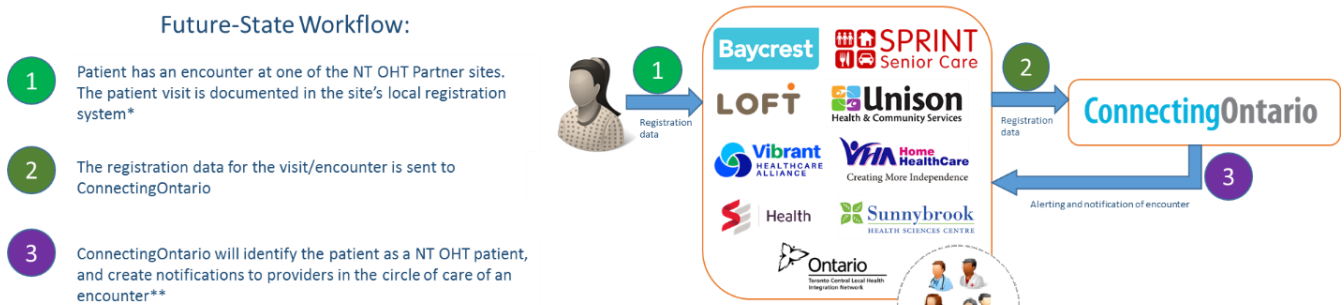 Future-State Workflow:
1
Patient has an encounter at one of the NT OHT Partner sites.
The patient visit is documented in the site's local registration
system*
2
The registration data for the visit/encounter is sent to
ConnectingOntario
3
ConnectingOntario will identify the patient as a NT OHT patient,
and create notifications to providers in the circle of care of an
encounter**
1
Registration
data
Baycrest
SPRINT
Senior Care
LOFT
Unison
Health & Community Services
Vibrant
HEALTHCARE
ALLIANCE
VHA Home
HealthCare
Creating More Independence
SE Health
Sunnybrook
HEALTH SCIENCES CENTRE
Ontario
Toronto Central Local Health
Integration Network
2
Registration
data
ConnectingOntario
3
Alerting and notification of encounter